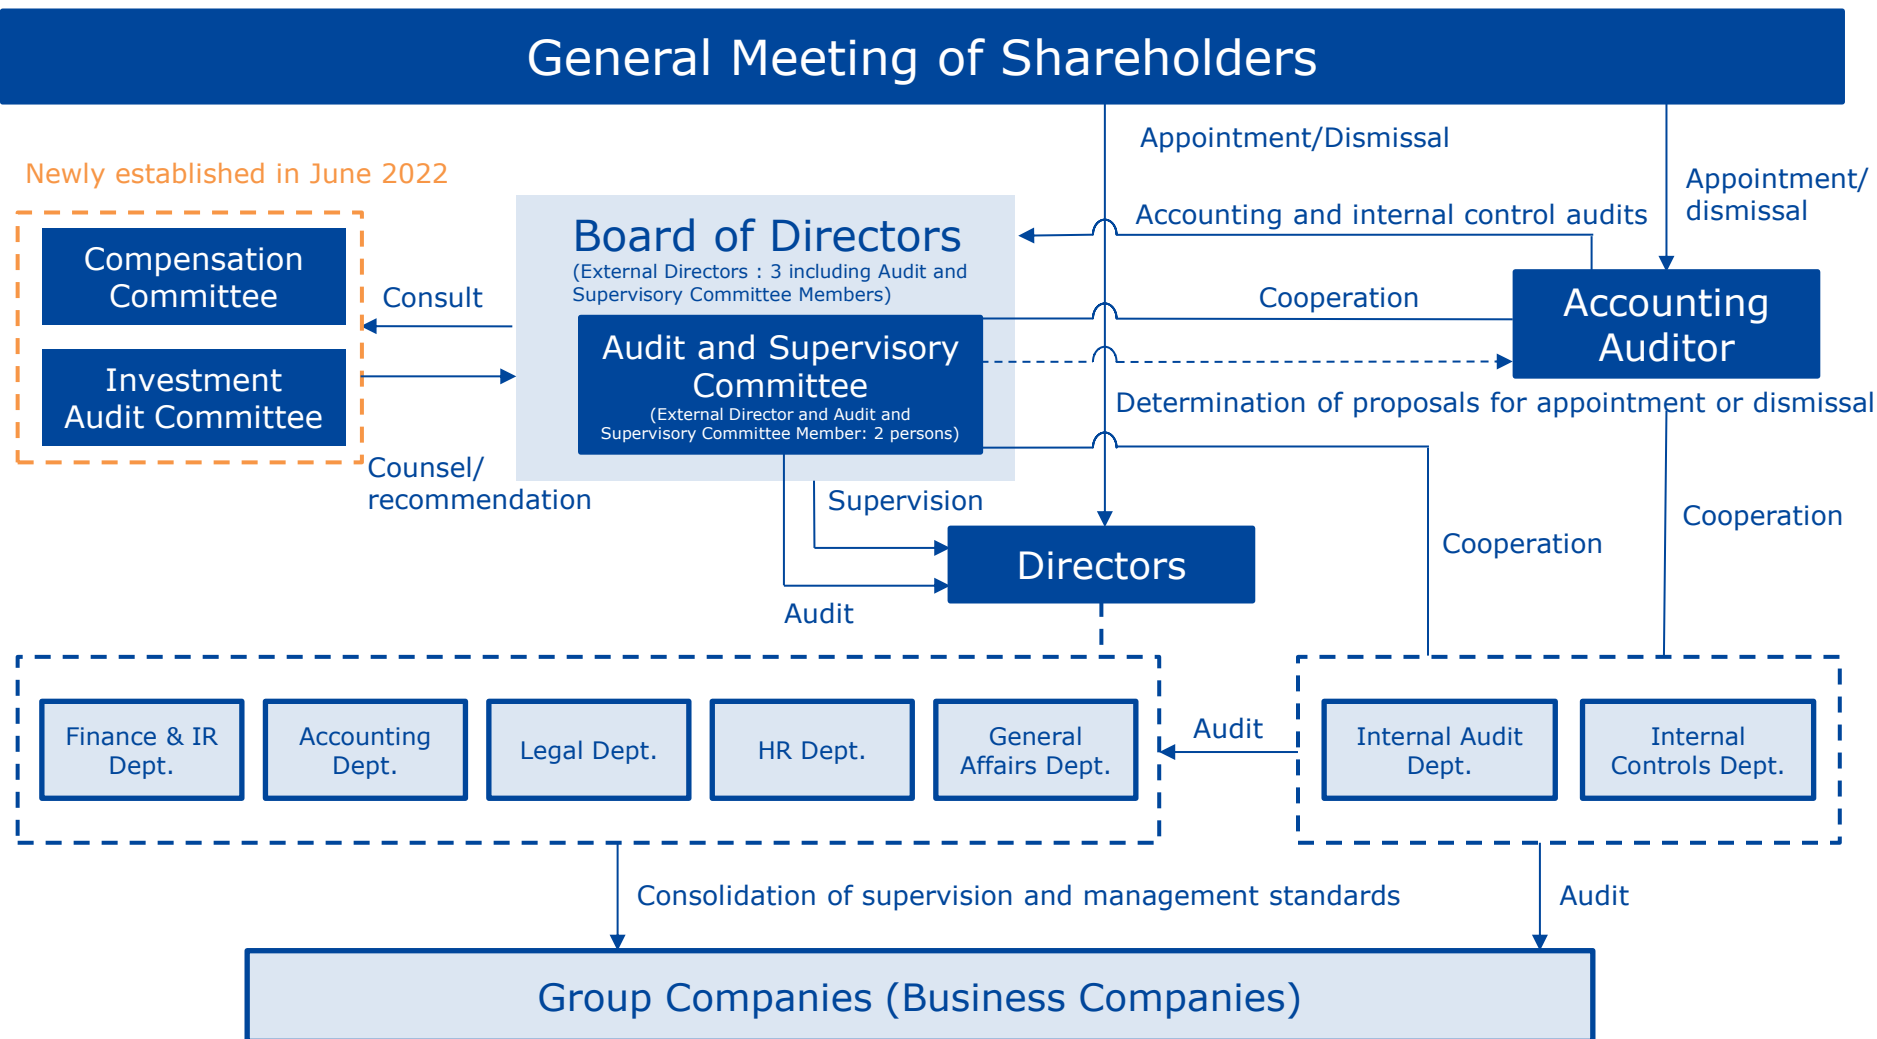 General Meeting of Shareholders
Appointment/Dismissal
Appointment/
dismissal
Newly established in June 2022
Compensation
Committee
Investment
Audit Committee
Consult
Counsel/
recommendation
Board of Directors
(External Directors : 3 including Audit and
Supervisory Committee Members)
Audit and Supervisory
Committee
(External Director and Audit and
Supervisory Committee Member: 2 persons)
Accounting and internal control audits
Cooperation
Accounting
Auditor
Determination of proposals for appointment or dismissal
Supervision
Audit
Directors
Cooperation
Cooperation
Finance & IR
Dept.
Accounting
Dept.
Legal Dept.
HR Dept.
General
Affairs Dept.
Audit
Internal Audit
Dept.
Internal
Controls Dept.
Consolidation of supervision and management standards
Audit
Group Companies (Business Companies)